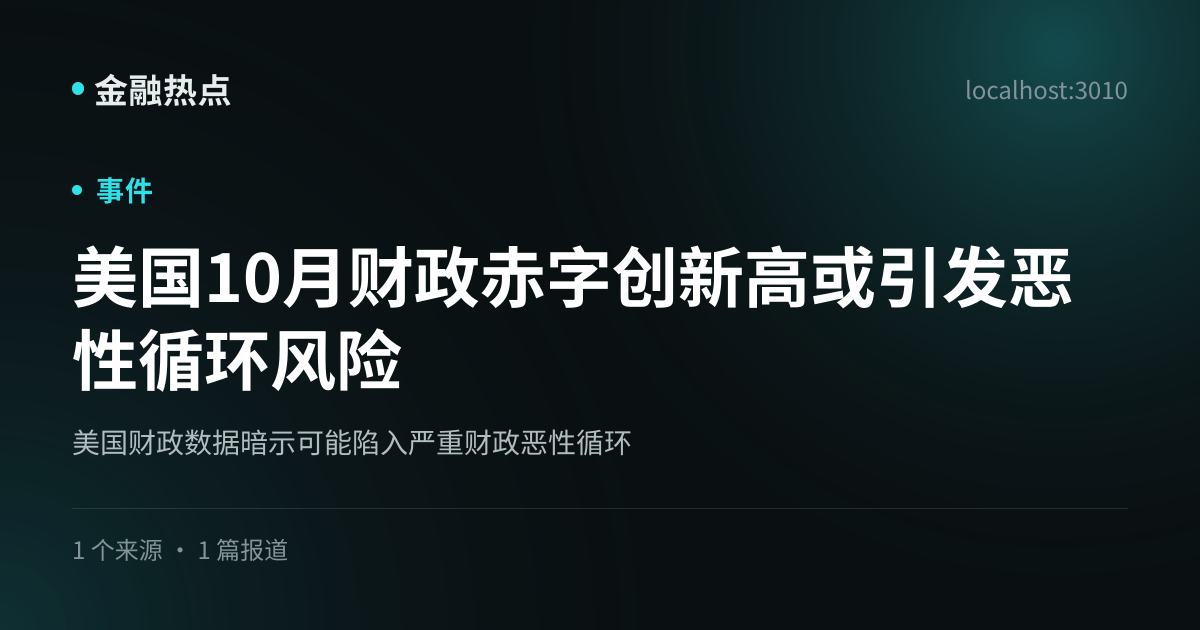 金融热点
localhost:3010
事件
美国10月财政赤字创新高或引发恶
性循环风险
美国财政数据暗示可能陷入严重财政恶性循环
1 个来源 · 1 篇报道